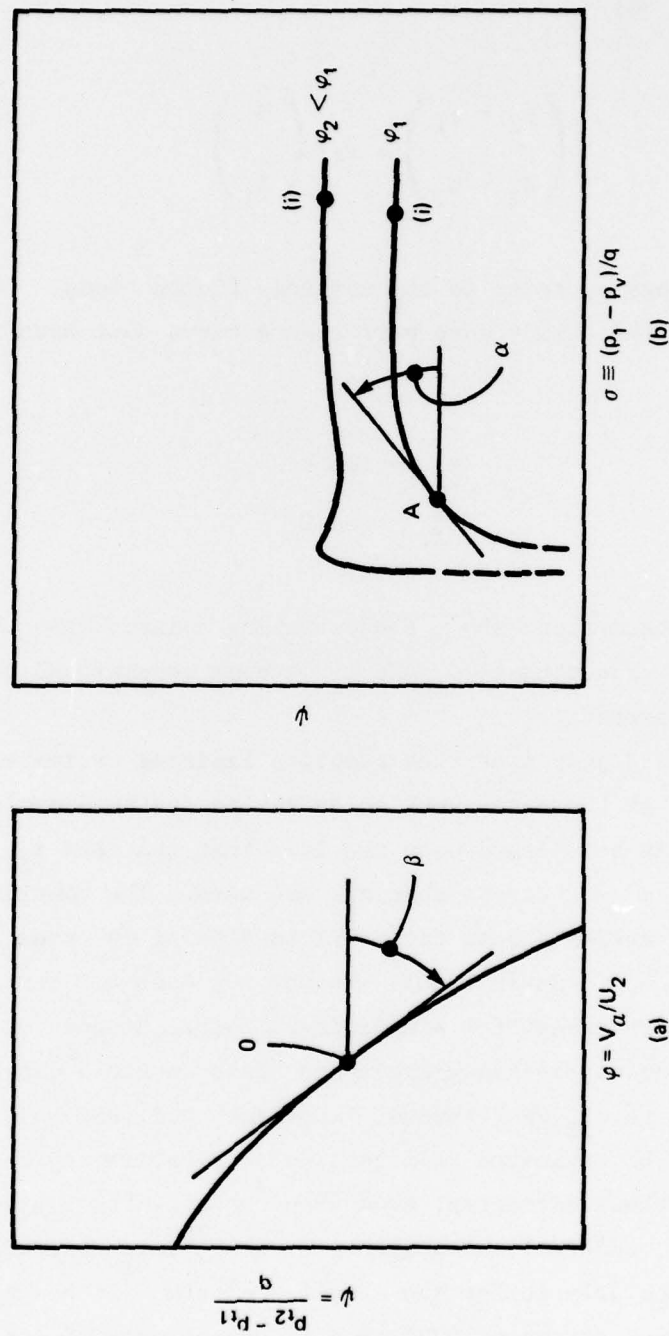 ψ = (p_t2 − p_t1)/q
O
β
φ = V_a/U_2
(a)
ψ
φ_2 < φ_1
(i)
φ_1
(i)
A
α
σ ≡ (p_1 − p_v)/q
(b)